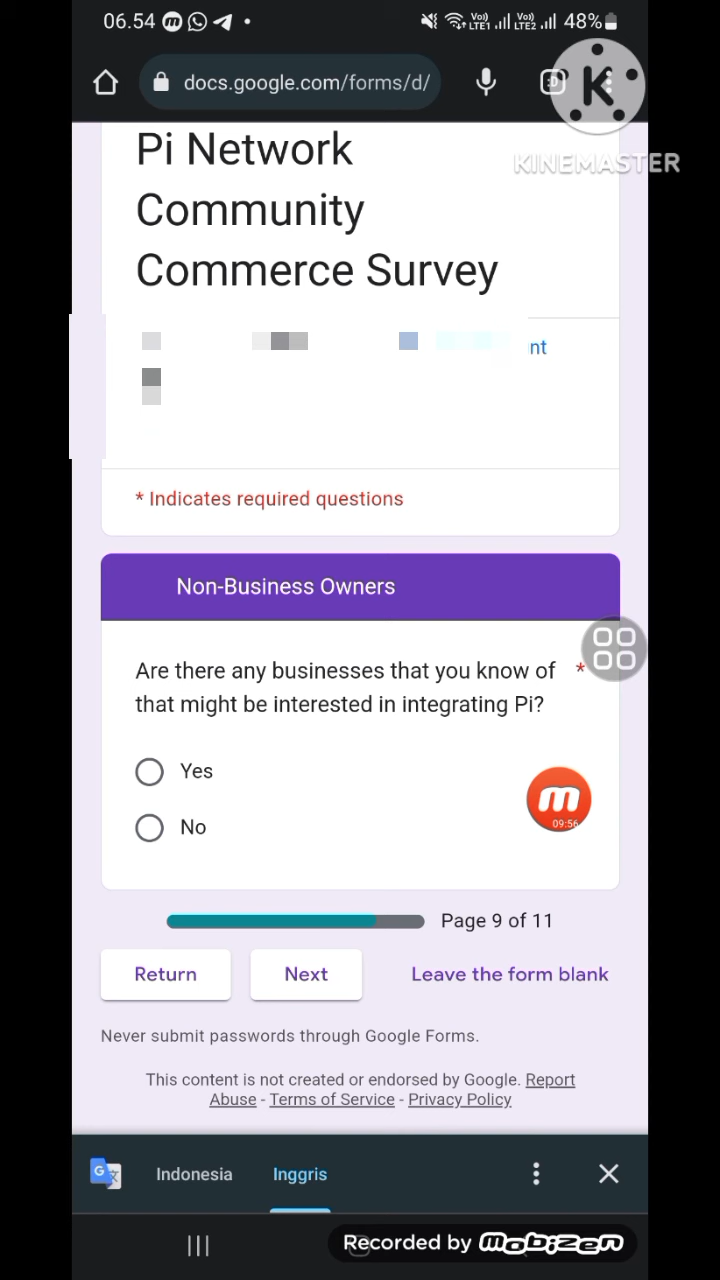 06.54 48%
docs.google.com/forms/d/ :D
K
KINEMASTER
Pi Network
Community
Commerce Survey
nt
* Indicates required questions
Non-Business Owners
Are there any businesses that you know of *
that might be interested in integrating Pi?
Yes
No
m
09:56
Page 9 of 11
Return Next Leave the form blank
Never submit passwords through Google Forms.
This content is not created or endorsed by Google. Report
Abuse - Terms of Service - Privacy Policy
Indonesia Inggris
Recorded by mobizen